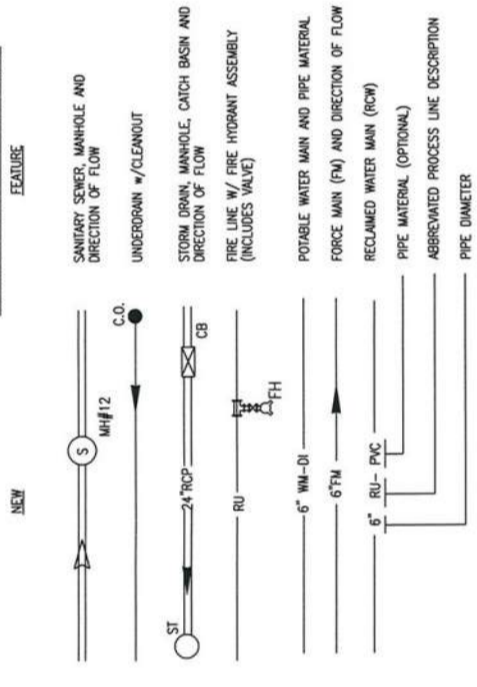 NEW
FEATURE
S
MH#12
SANITARY SEWER, MANHOLE AND
DIRECTION OF FLOW
C.O.
UNDERDRAIN w/CLEANOUT
ST
24"RCP
CB
STORM DRAIN, MANHOLE, CATCH BASIN AND
DIRECTION OF FLOW
RU
FH
FIRE LINE W/ FIRE HYDRANT ASSEMBLY
(INCLUDES VALVE)
6" WM-DI
POTABLE WATER MAIN AND PIPE MATERIAL
6"FM
FORCE MAIN (FM) AND DIRECTION OF FLOW
6" RU- PVC
RECLAIMED WATER MAIN (RCW)
PIPE MATERIAL (OPTIONAL)
ABBREVIATED PROCESS LINE DESCRIPTION
PIPE DIAMETER